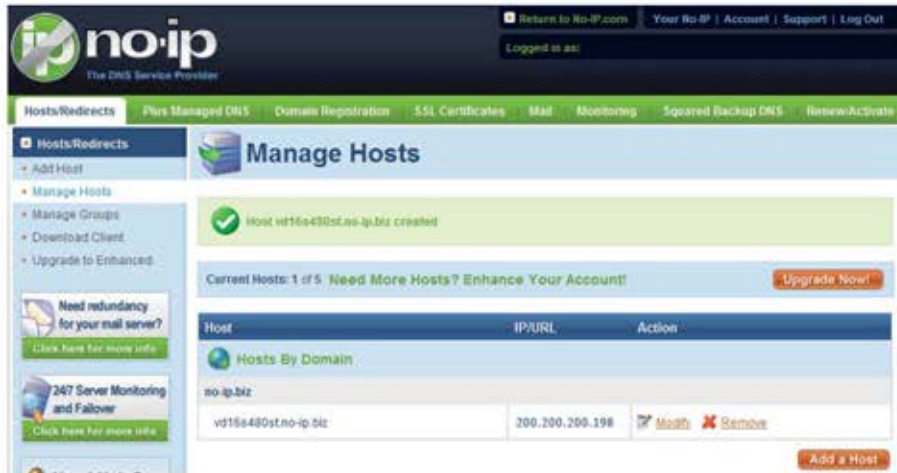 no-ip
The DNS Service Provider
Return to No-IP.com
Your No-IP | Account | Support | Log Out
Logged in as:
Hosts/Redirects
Plus Managed DNS
Domain Registration
SSL Certificates
Mail
Monitoring
Squared Backup DNS
Renew/Activate
Hosts/Redirects
Add Host
Manage Hosts
Manage Groups
Download Client
Upgrade to Enhanced
Need redundancy
for your mail server?
Click here for more info
24/7 Server Monitoring
and Failover
Click here for more info
Manage Hosts
Host vd16s480st.no-ip.biz created
Current Hosts: 1 of 5 Need More Hosts? Enhance Your Account!
Upgrade Now!
Host IP/URL Action
Hosts By Domain
no-ip.biz
vd16s480st.no-ip.biz 200.200.200.198 Modify Remove
Add a Host